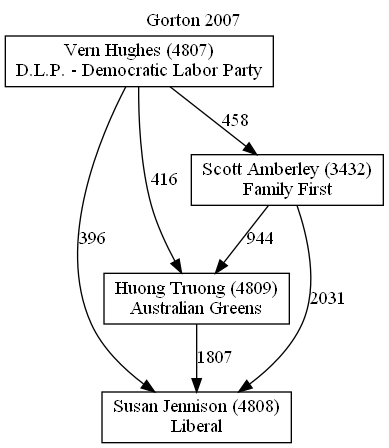 Gorton 2007
Vern Hughes (4807)
D.L.P. - Democratic Labor Party
458
Scott Amberley (3432)
Family First
416
396
944
2031
Huong Truong (4809)
Australian Greens
1807
Susan Jennison (4808)
Liberal